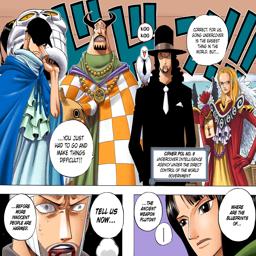 KOO
KOO
CORRECT. FOR US,
GOING UNDERCOVER
IS THE EASIEST
THING IN THE
WORLD. BUT...
...YOU JUST
HAD TO GO AND
MAKE THINGS
DIFFICULT!!
CIPHER POL NO. 9
UNDERCOVER INTELLIGENCE
AGENCY UNDER THE DIRECT
CONTROL OF THE WORLD
GOVERNMENT
...BEFORE
MORE
INNOCENT
PEOPLE
ARE
HARMED.
TELL US
NOW...
...THE
ANCIENT
WEAPON
PLUTON?
WHERE
ARE THE
BLUEPRINTS
OF...